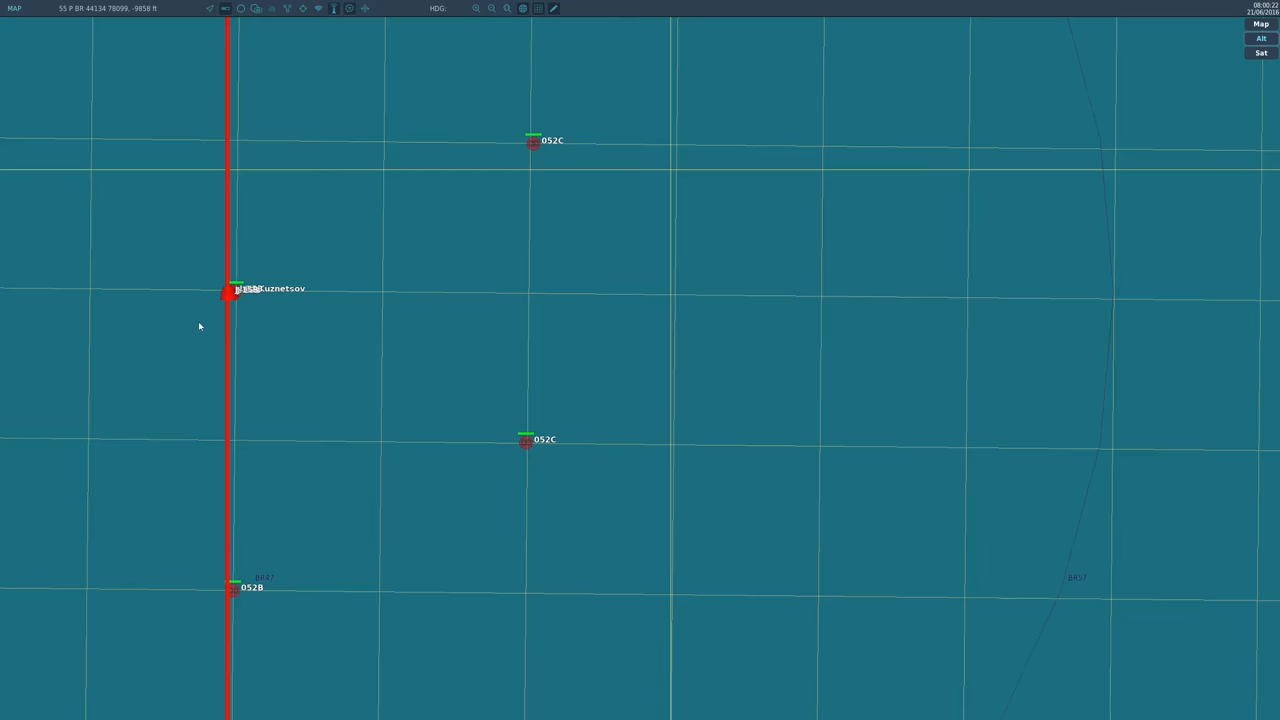 MAP 55 P BR 44134 78099, -9858 ft HDG: 08:00:22
21/06/2016
Map
Alt
Sat
052C
Kuznetsov
052C
BR47 BR57
052B